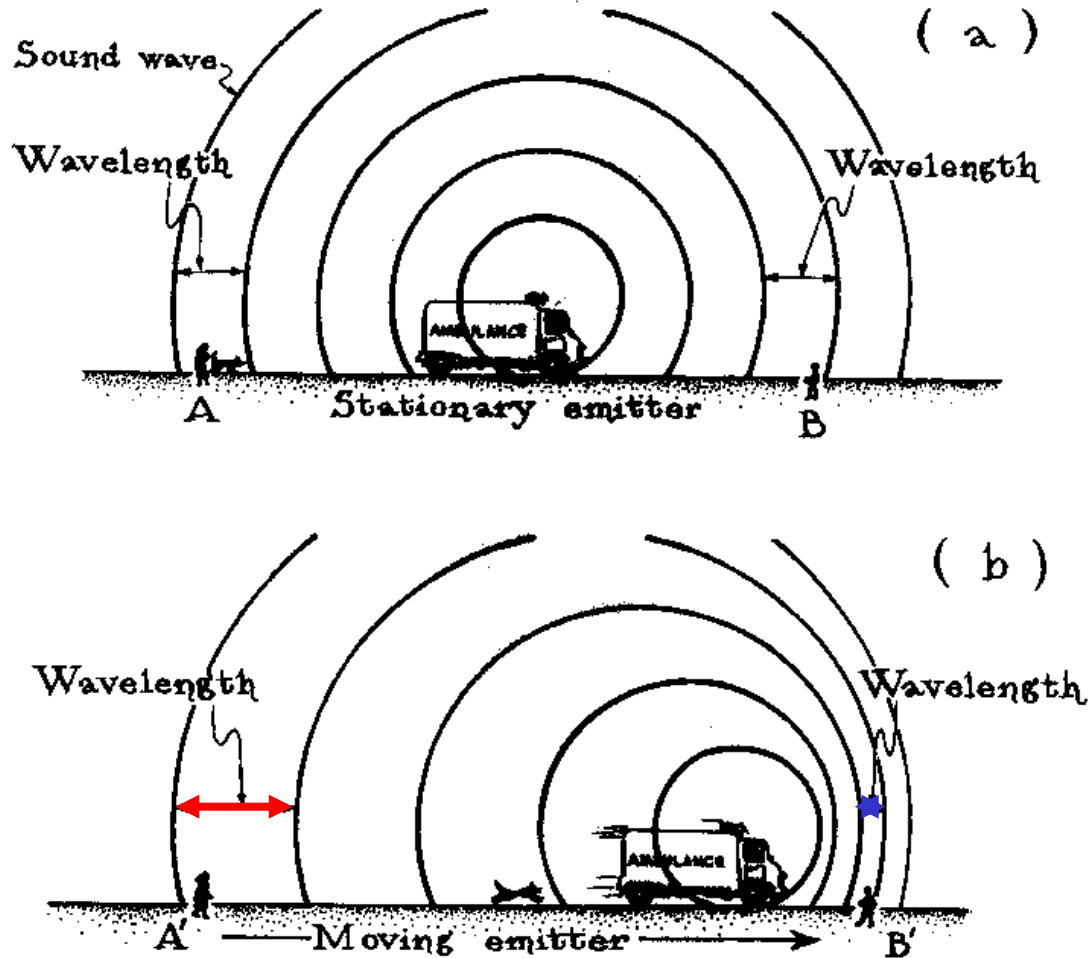 ( a )
Sound wave
Wavelength
Wavelength
AMBULANCE
A
Stationary emitter
B
( b )
Wavelength
Wavelength
AMBULANCE
A'
Moving emitter
B'